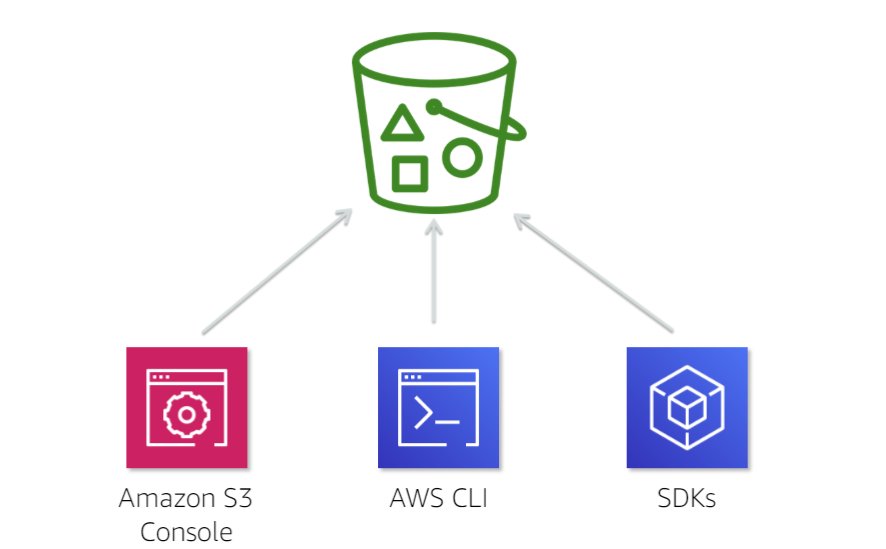 Amazon S3
Console
AWS CLI
SDKs